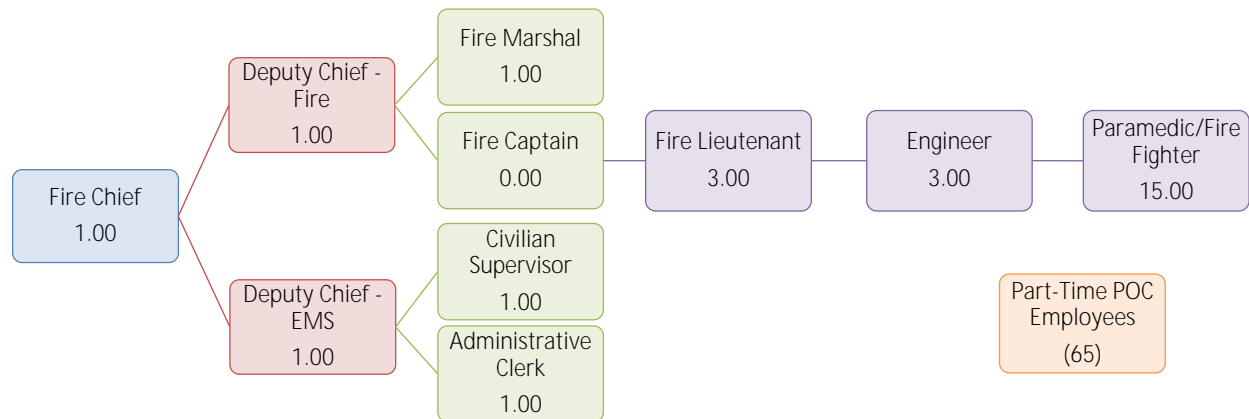 Fire Chief
1.00
Deputy Chief -
Fire
1.00
Deputy Chief -
EMS
1.00
Fire Marshal
1.00
Fire Captain
0.00
Civilian
Supervisor
1.00
Administrative
Clerk
1.00
Fire Lieutenant
3.00
Engineer
3.00
Paramedic/Fire
Fighter
15.00
Part-Time POC
Employees
(65)